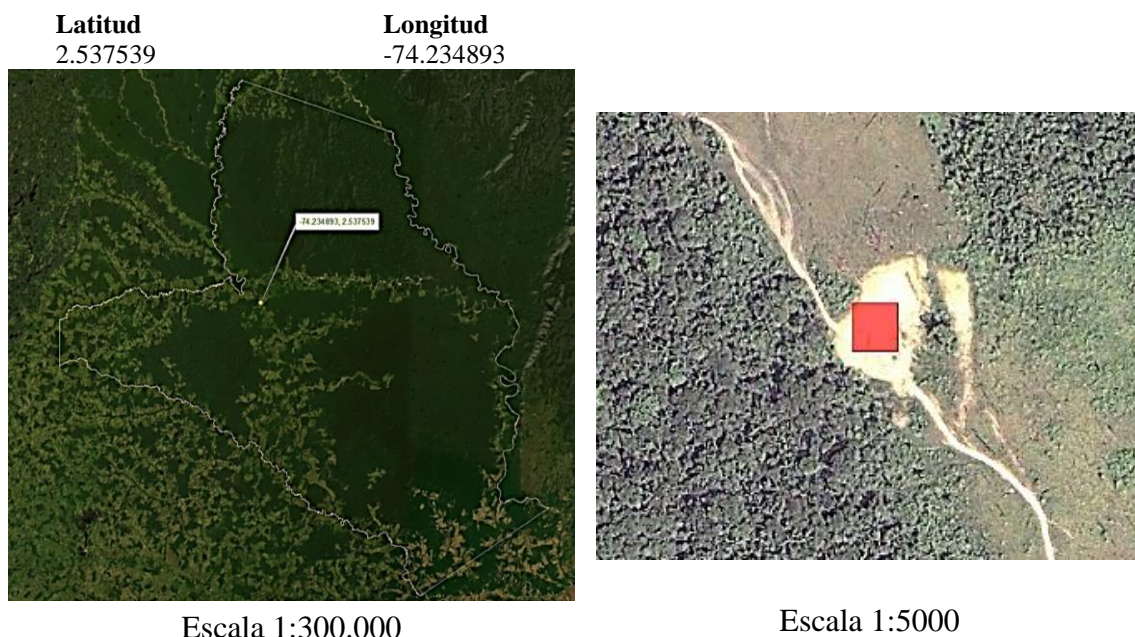 Latitud Longitud
2.537539 -74.234893
-74.234893, 2.537539
Escala 1:300.000
Escala 1:5000